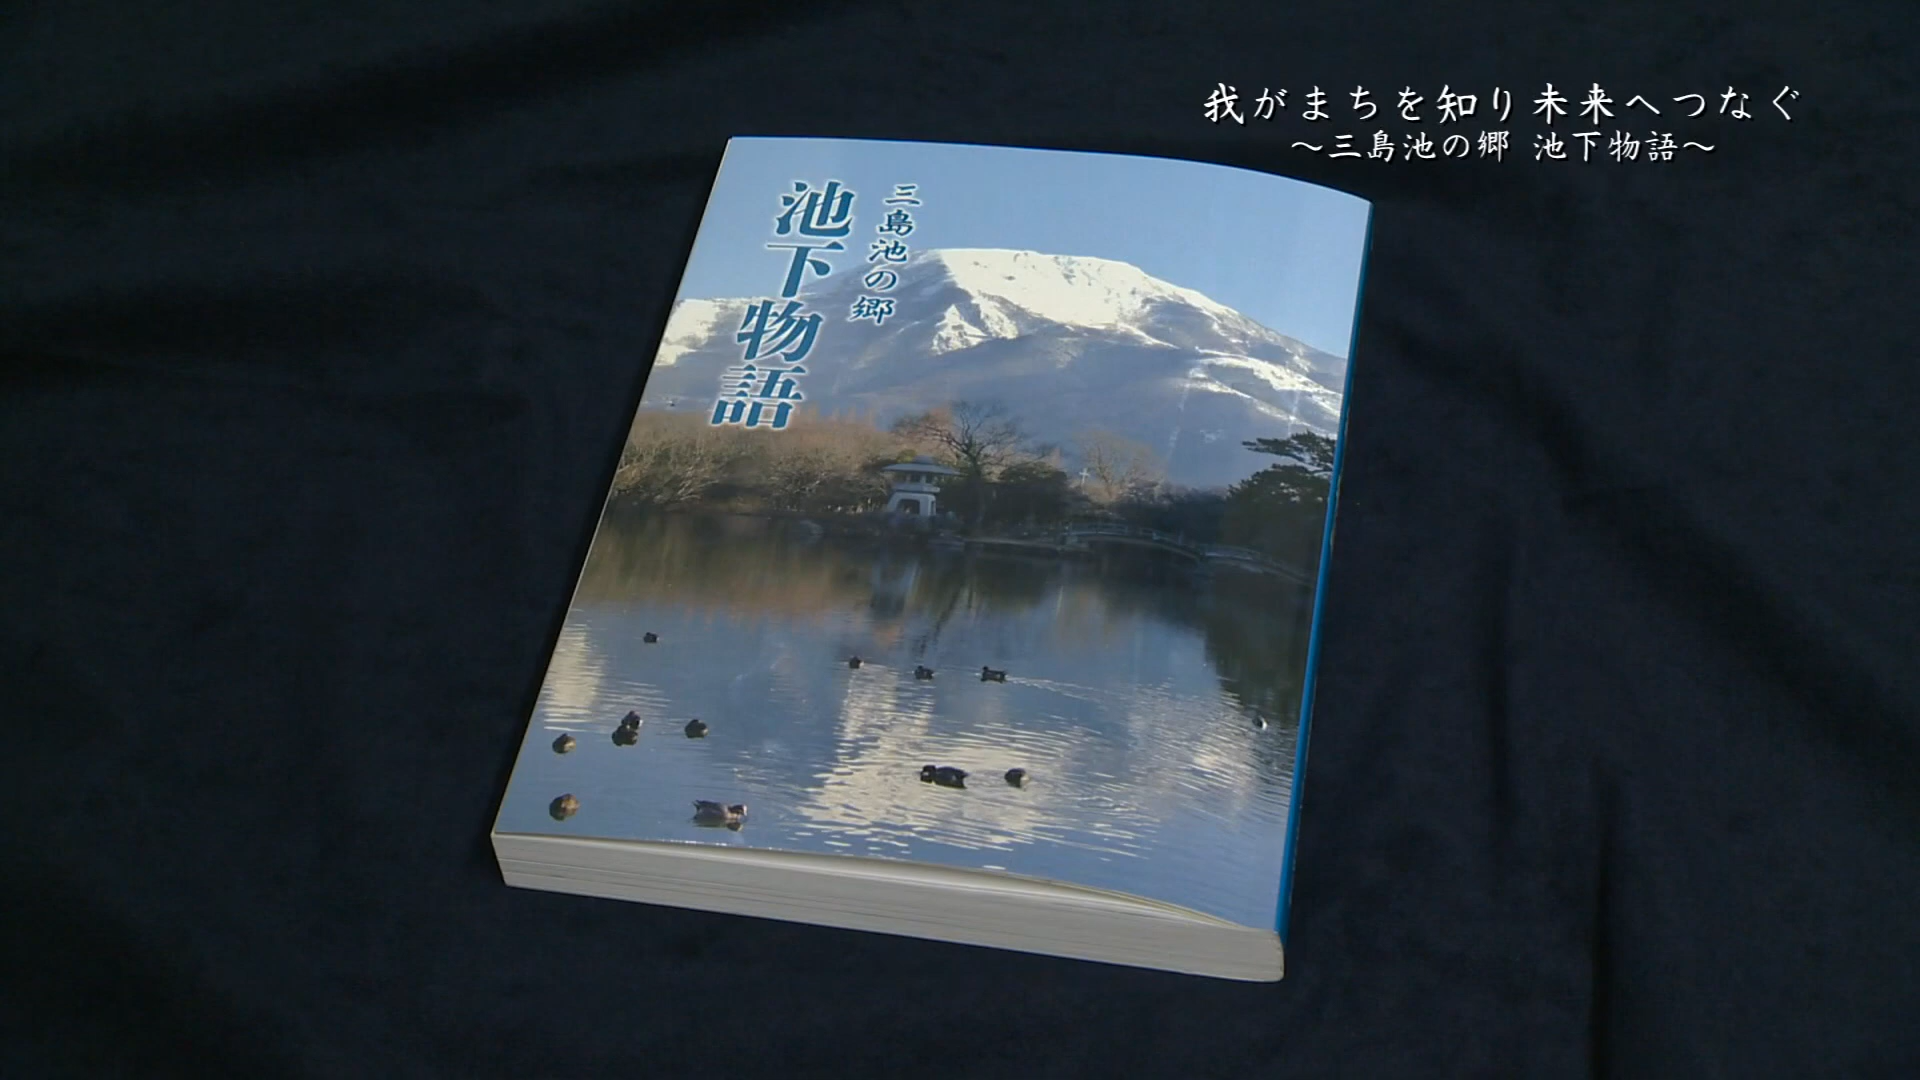 我がまちを知り未来へつなぐ
～三島池の郷 池下物語～
三島池の郷
池下物語